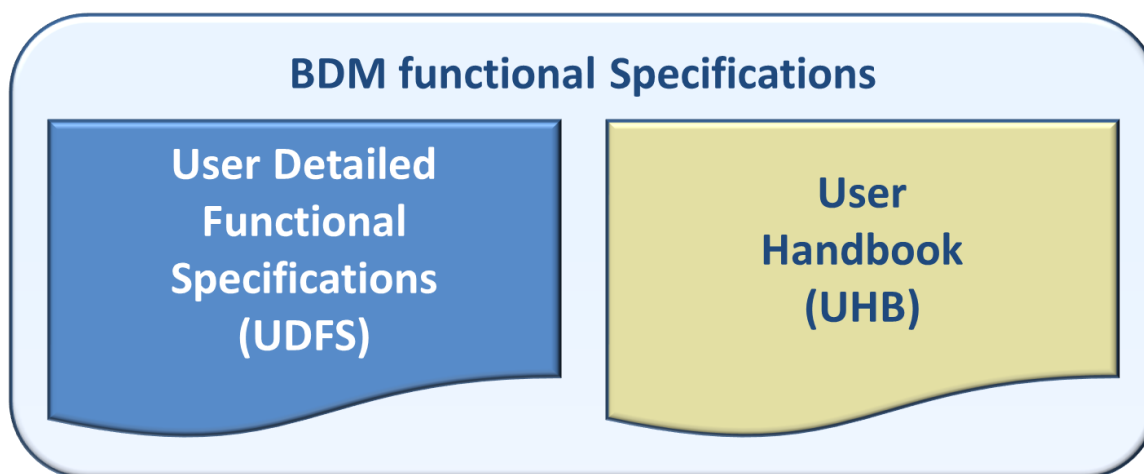 BDM functional Specifications
User Detailed
Functional
Specifications
(UDFS)
User
Handbook
(UHB)